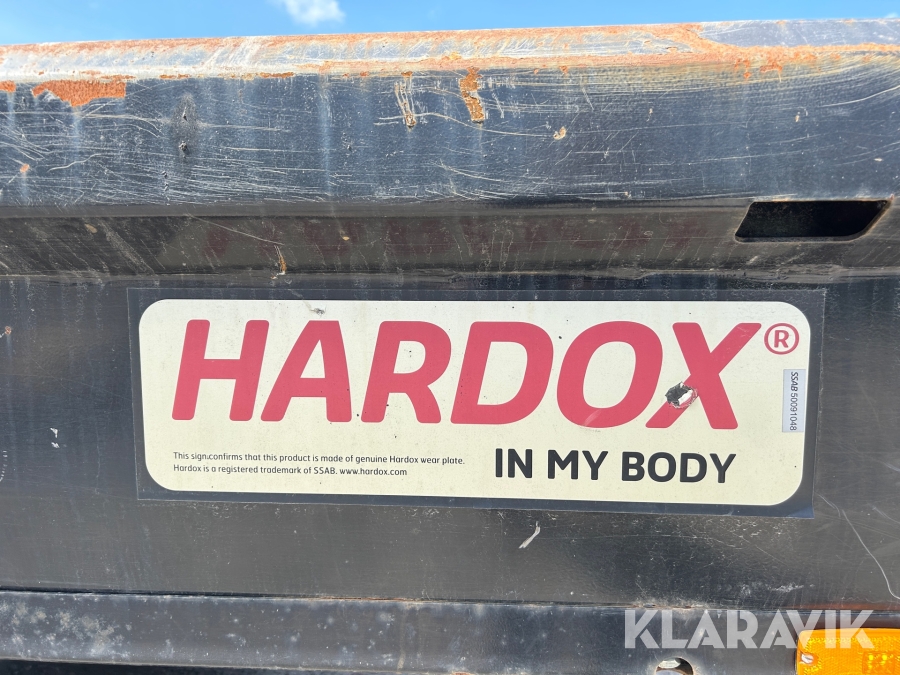 HARDOX®
SSAB 50091048
This sign confirms that this product is made of genuine Hardox wear plate.
Hardox is a registered trademark of SSAB. www.hardox.com
IN MY BODY
KLARAVIK